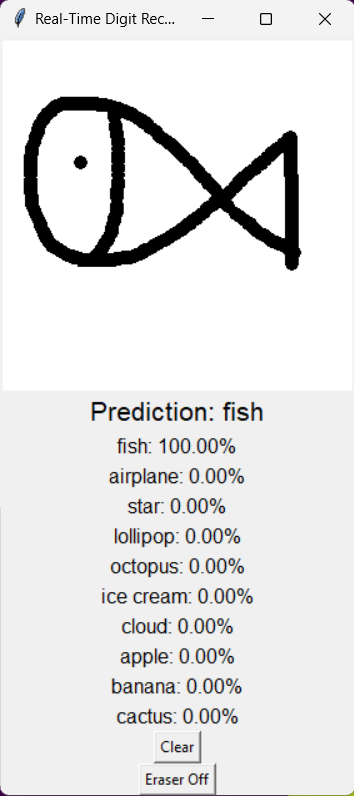 Real-Time Digit Rec...
Prediction: fish
fish: 100.00%
airplane: 0.00%
star: 0.00%
lollipop: 0.00%
octopus: 0.00%
ice cream: 0.00%
cloud: 0.00%
apple: 0.00%
banana: 0.00%
cactus: 0.00%
Clear
Eraser Off